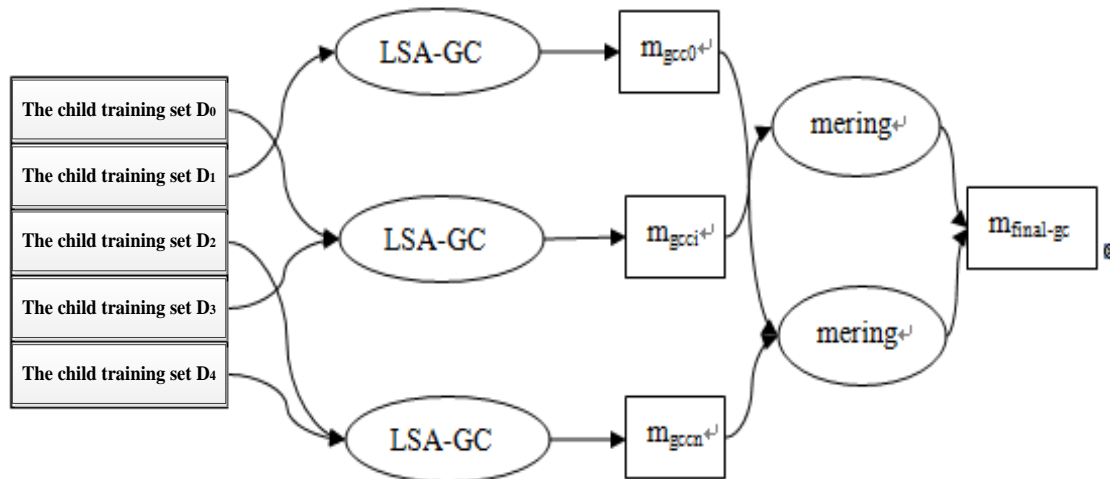 The child training set D0
The child training set D1
The child training set D2
The child training set D3
The child training set D4
LSA-GC
LSA-GC
LSA-GC
mgcc0↵
mgcci↵
mgccn↵
mering↵
mering↵
mfinal-gc